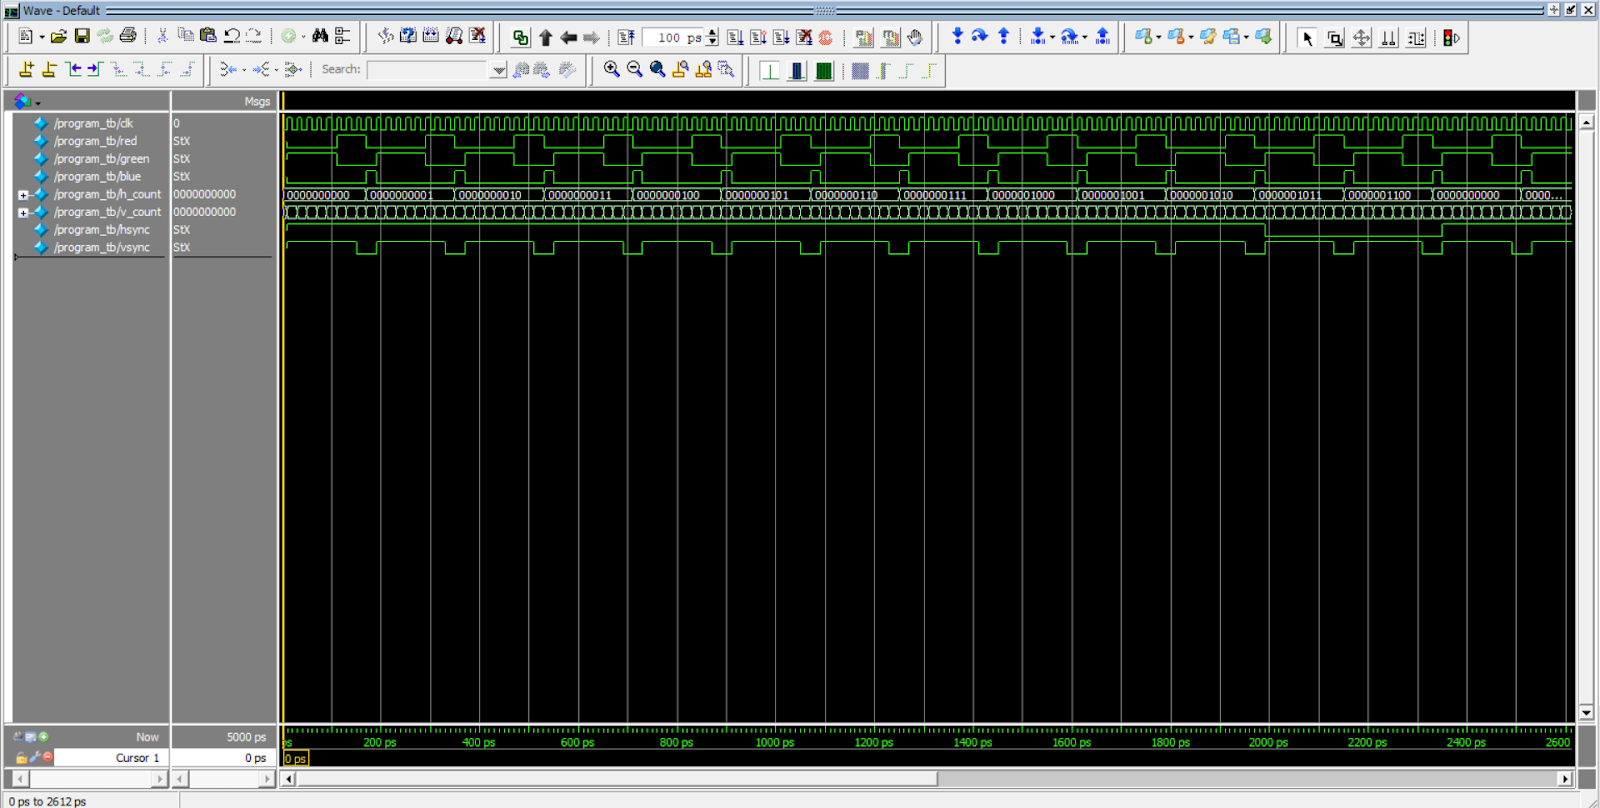 Wave - Default
100 ps
Search:
Msgs
/program_tb/clk 0
/program_tb/red StX
/program_tb/green StX
/program_tb/blue StX
/program_tb/h_count 0000000000 0000000000 0000000001 0000000010 0000000011 0000000100 0000000101 0000000110 0000000111 0000001000 0000001001 0000001010 0000001011 0000001100 0000000000 0000...
/program_tb/v_count 0000000000
/program_tb/hsync StX
/program_tb/vsync StX
Now 5000 ps ps 200 ps 400 ps 600 ps 800 ps 1000 ps 1200 ps 1400 ps 1600 ps 1800 ps 2000 ps 2200 ps 2400 ps 2600
Cursor 1 0 ps 0 ps
0 ps to 2612 ps